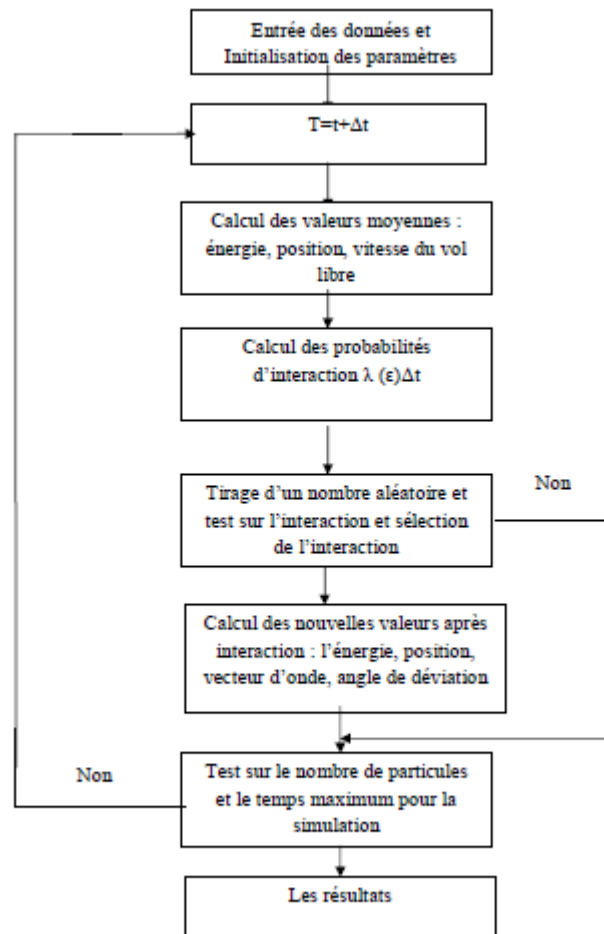 Entrée des données et
Initialisation des paramètres
T=t+Δt
Calcul des valeurs moyennes :
énergie, position, vitesse du vol
libre
Calcul des probabilités
d’interaction λ (ε)Δt
Tirage d’un nombre aléatoire et
test sur l’interaction et sélection
de l’interaction
Non
Calcul des nouvelles valeurs après
interaction : l’énergie, position,
vecteur d’onde, angle de déviation
Non
Test sur le nombre de particules
et le temps maximum pour la
simulation
Les résultats